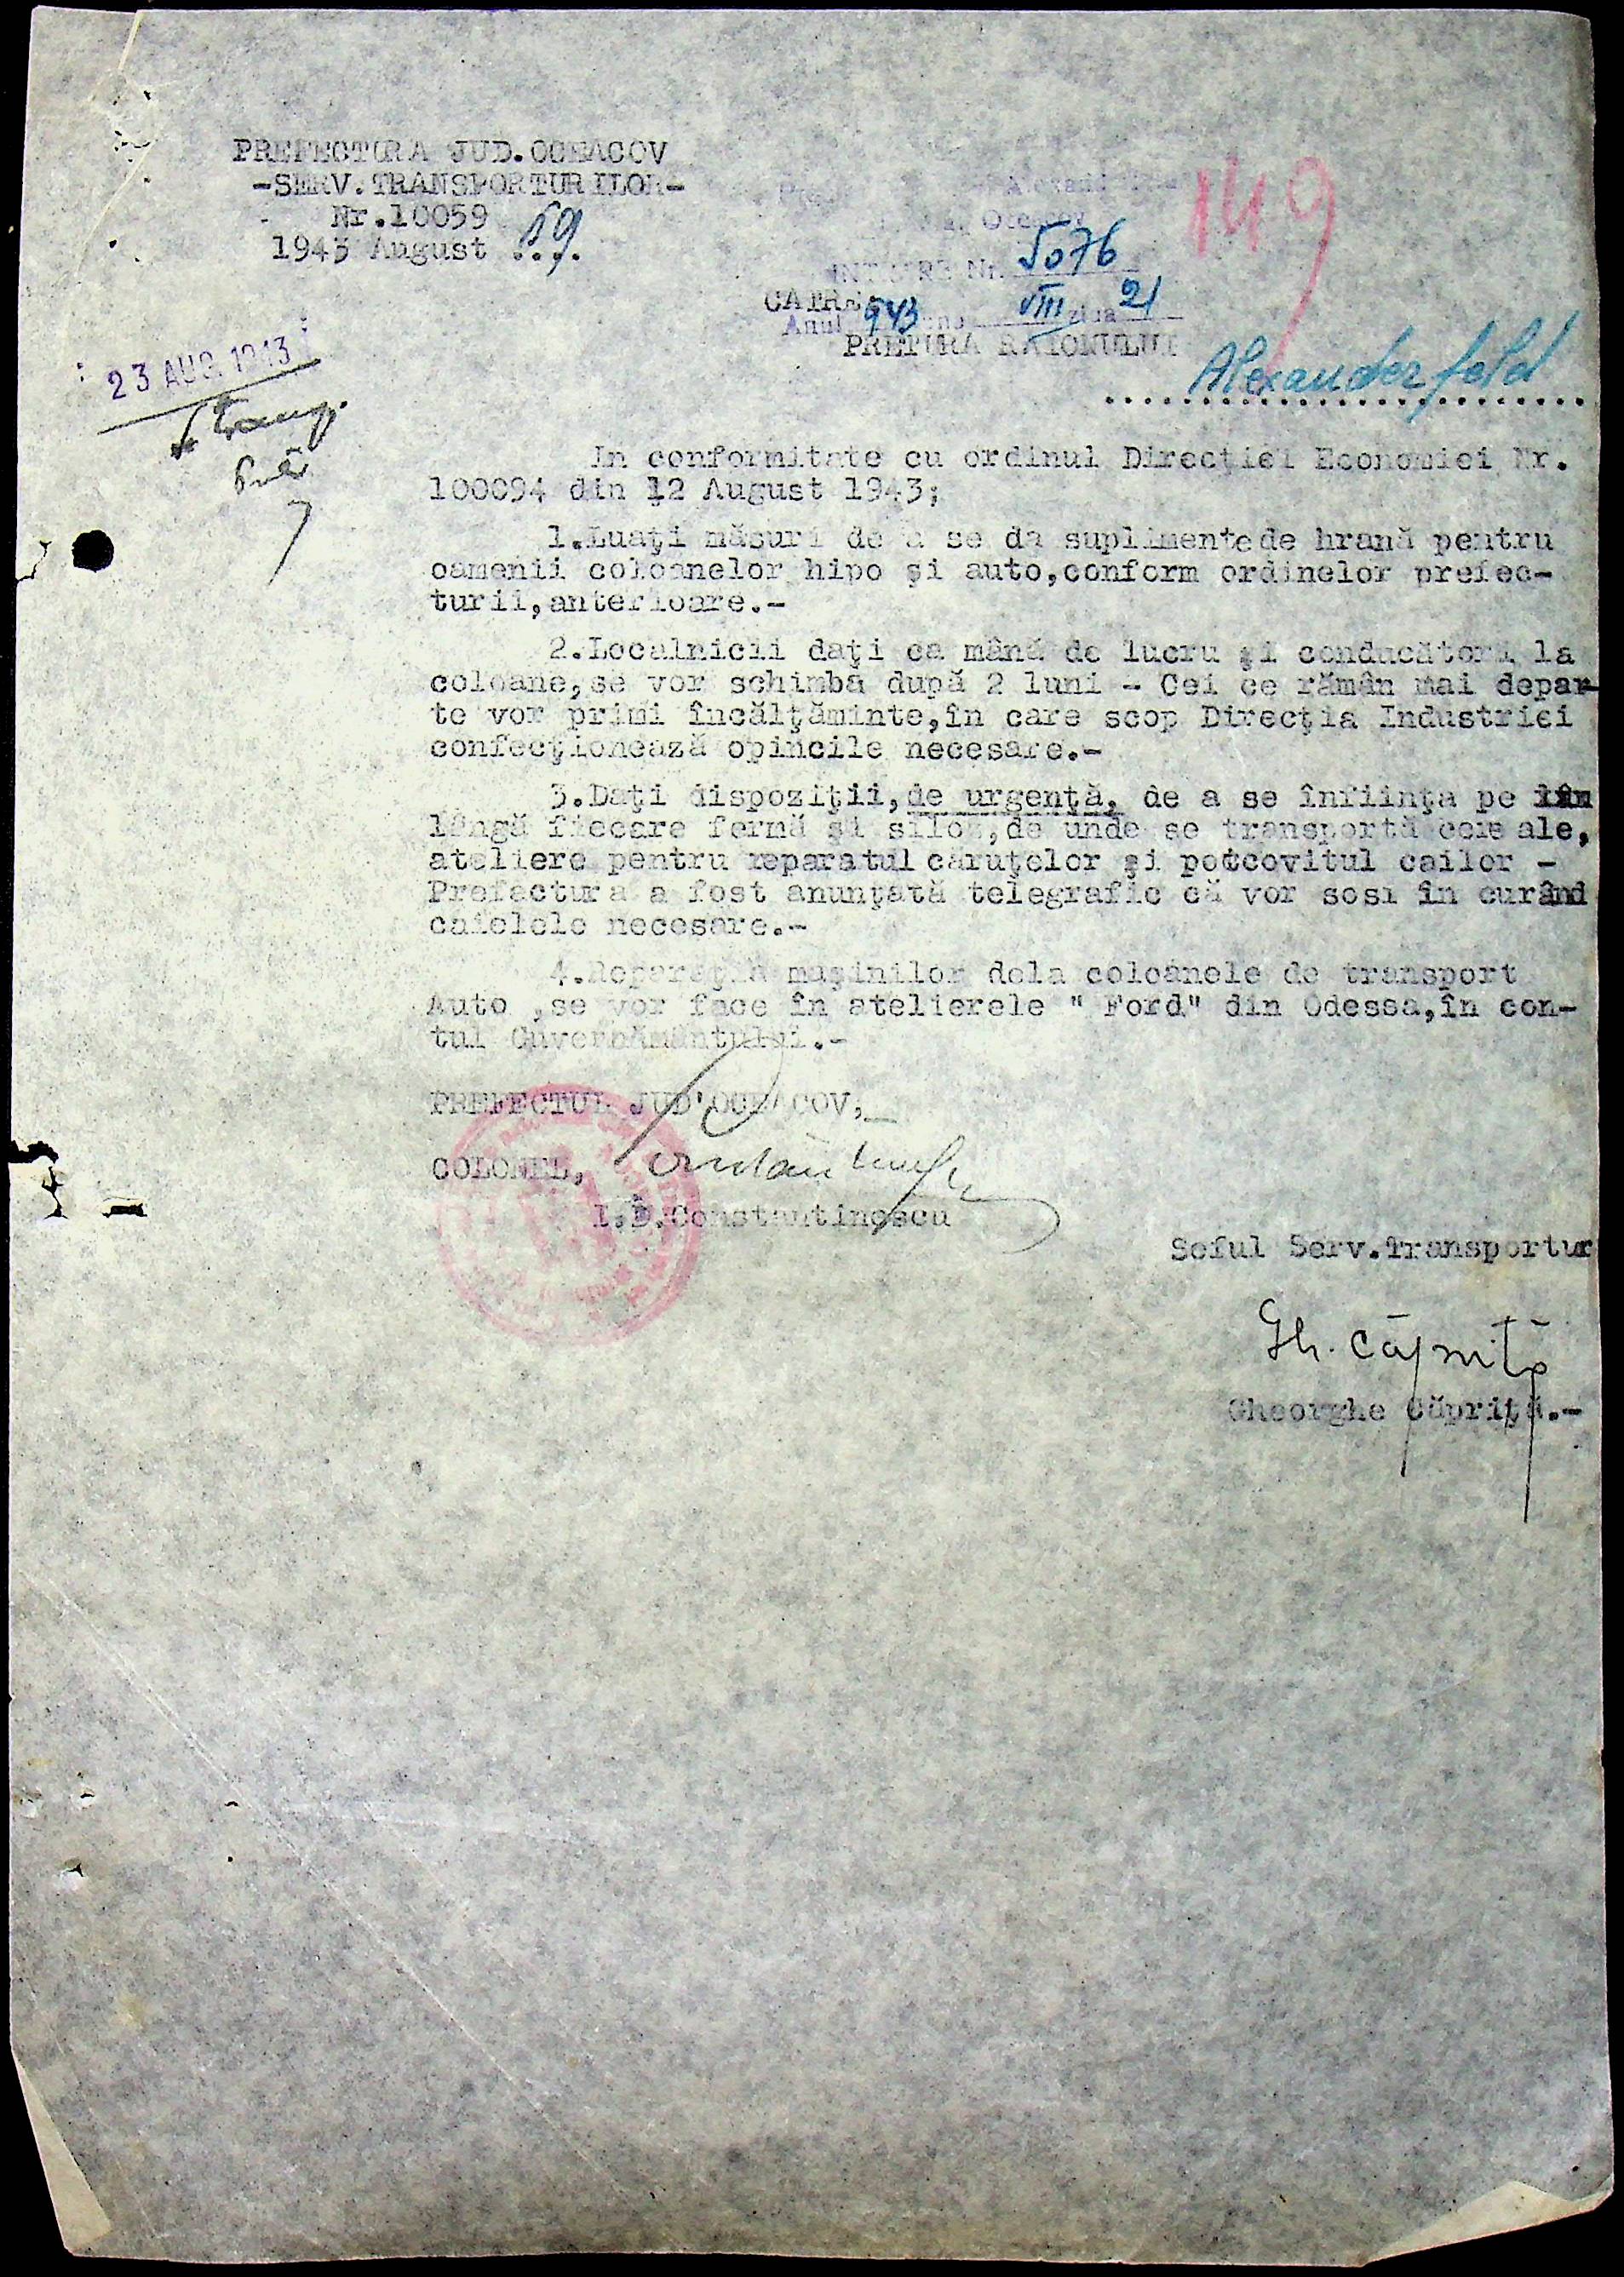 PREFECTURA JUD.OCEACOV
-SERV.TRANSPORTURILOR-
Nr.10059
1943 August 19
149
Alexand
Oceacov
INTRARE Nr. 5076
CATRE
Anul 943 VIII ziua 21
PRETURA RAIONULUI
Alexanderfeld
23 AUG. 1943
In conformitate cu ordinul Direcţiei Economiei Nr.
100094 din 12 August 1943;
1.Luaţi măsuri de a se da suplimente de hrană pentru
oamenii coloanelor hipo şi auto,conform ordinelor prefec-
turii,anterioare.-
2.Localnicii daţi ca mână de lucru şi conducători la
coloane,se vor schimba după 2 luni - Cei ce rămân mai depar-
te vor primi încălţăminte,în care scop Direcţia Industriei
confecţionează opincile necesare.-
3.Daţi dispoziţii,de urgenţă, de a se înfiinţa pe
lângă fiecare fermă şi siloz,de unde se transportă cereale,
ateliere pentru reparatul căruţelor şi potcovitul cailor -
Prefectura a fost anunţată telegrafic că vor sosi în curând
caielele necesare.-
4.Reparaţia maşinilor dela coloanele de transport
Auto ,se vor face în atelierele " Ford" din Odessa,în con-
tul Guvernământului.-
PREFECTUL JUD'OCEACOV,
COLONEL,
I.D.Constantinescu
Seful Serv.Transportur
Gh. Căpriţă
Gheorghe Căpriţă.-